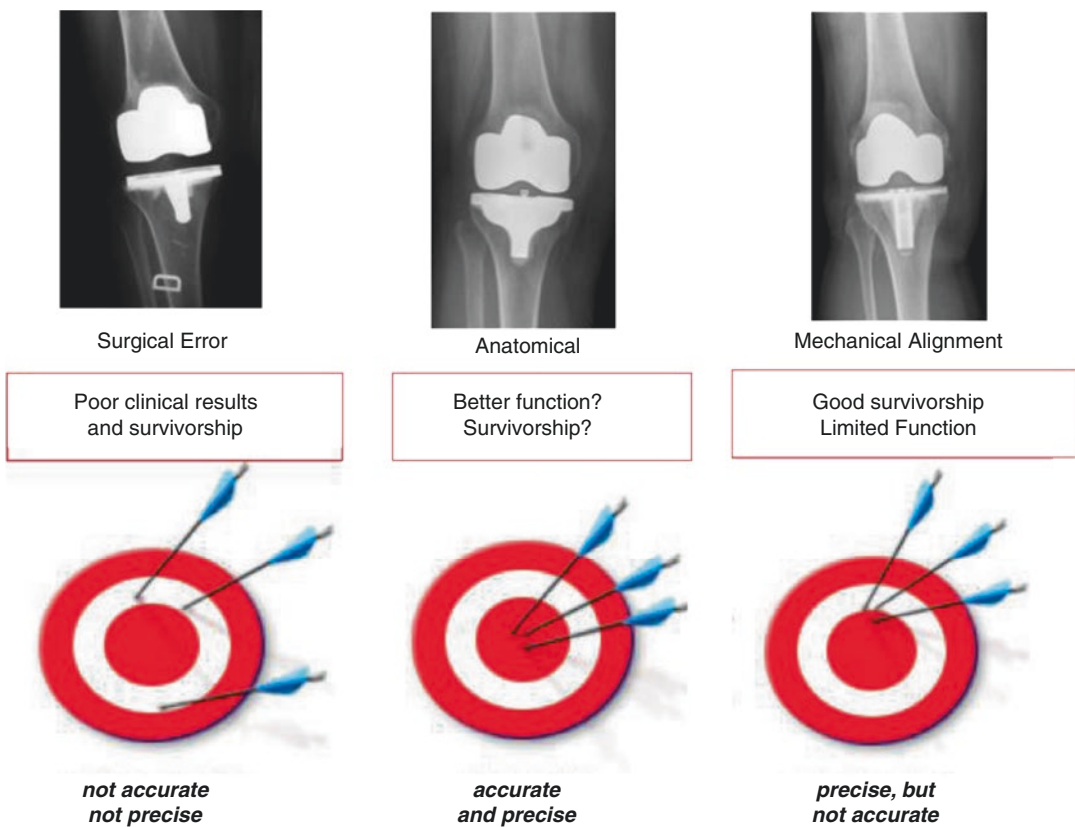 Surgical Error
Anatomical
Mechanical Alignment
Poor clinical results
and survivorship
Better function?
Survivorship?
Good survivorship
Limited Function
not accurate
not precise
accurate
and precise
precise, but
not accurate